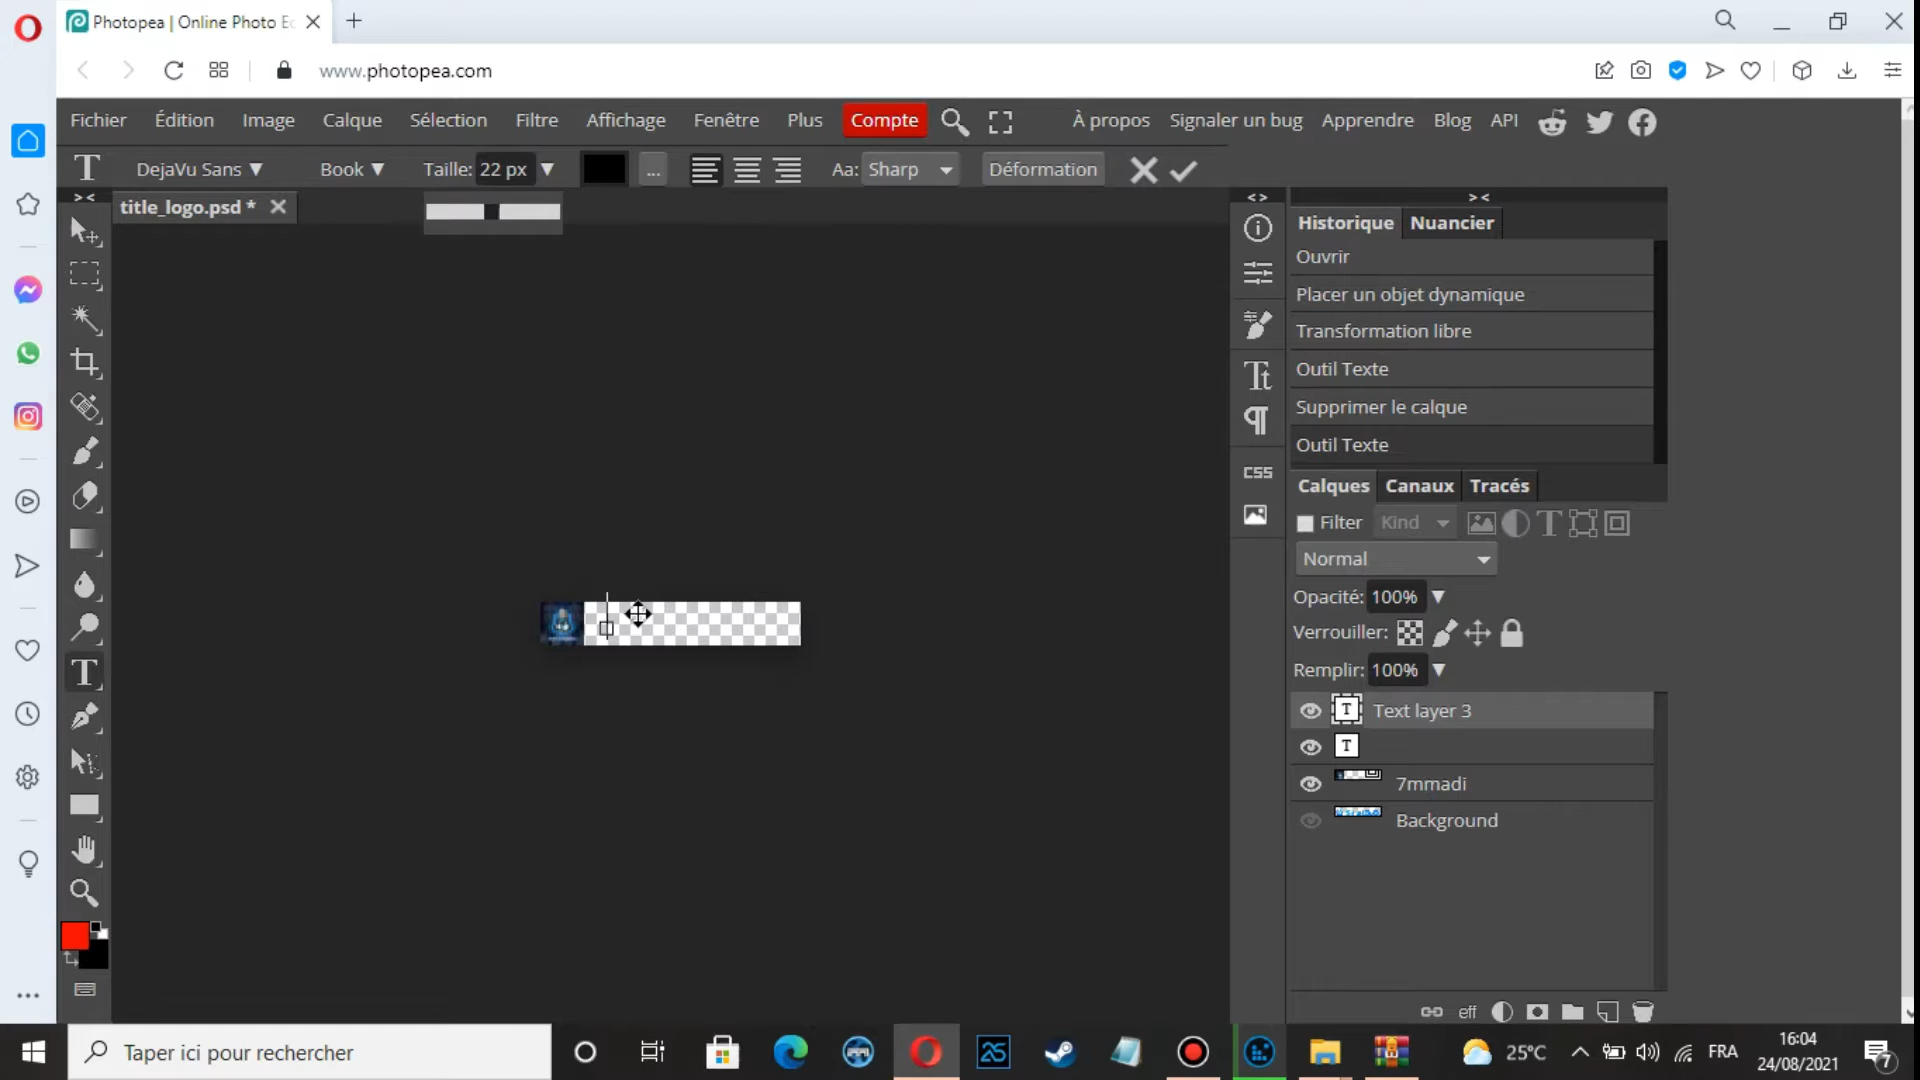 Photopea | Online Photo Ed
www.photopea.com
Fichier Édition Image Calque Sélection Filtre Affichage Fenêtre Plus Compte À propos Signaler un bug Apprendre Blog API
T DejaVu Sans Book Taille: 22 px ... Aa: Sharp Déformation
> < < > > <
title_logo.psd *
Historique Nuancier
Ouvrir
Placer un objet dynamique
Transformation libre
Outil Texte
Supprimer le calque
Outil Texte
CSS
Calques Canaux Tracés
Filter Kind
Normal
Opacité: 100%
Verrouiller:
Remplir: 100%
T Text layer 3
T
7mmadi
Background
eff
Taper ici pour rechercher
25
25°C
FRA
16:04
24/08/2021
7